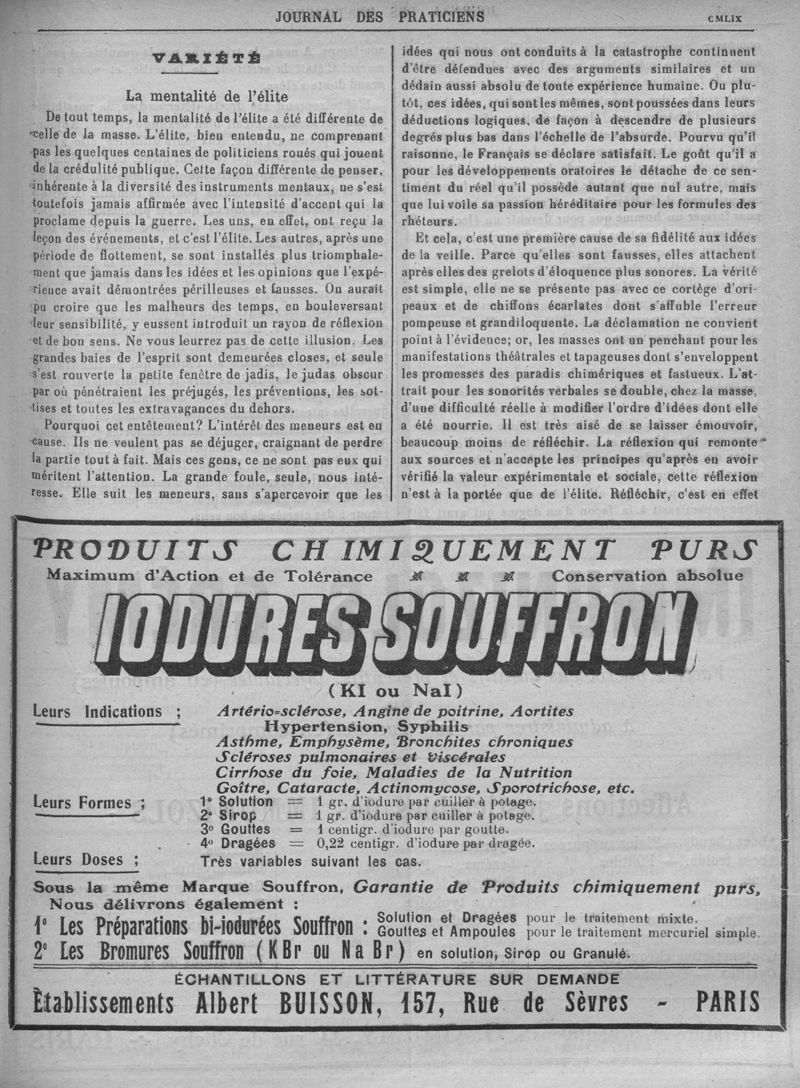 JOURNAL DES PRATICIENS
CMLIX
VARIÉTÉ
La mentalité de l'élite
De tout temps, la mentalité de l'élite a été différente de
celle de la masse. L'élite, bien entendu, ne comprenant
pas les quelques centaines de politiciens roués qui jouent
de la crédulité publique. Cette façon différente de penser,
inhérente à la diversité des instruments mentaux, ne s'est
toutefois jamais affirmée avec l'intensité d'accent qui la
proclame depuis la guerre. Les uns, en effet, ont reçu la
leçon des événements, et c'est l'élite. Les autres, après une
période de flottement, se sont installés plus triomphale-
ment que jamais dans les idées et les opinions que l'expé-
rience avait démontrées périlleuses et fausses. On aurait
pu croire que les malheurs des temps, en bouleversant
leur sensibilité, y eussent introduit un rayon de réflexion
et de bon sens. Ne vous leurrez pas de cette illusion. Les
grandes baies de l'esprit sont demeurées closes, et seule
s'est rouverte la petite fenêtre de jadis, le judas obscur
par où pénétraient les préjugés, les préventions, les sot-
tises et toutes les extravagances du dehors.
Pourquoi cet entêtement? L'intérêt des meneurs est en
cause. Ils ne veulent pas se déjuger, craignant de perdre
la partie tout à fait. Mais ces gens, ce ne sont pas eux qui
méritent l'attention. La grande foule, seule, nous inté-
resse. Elle suit les meneurs, sans s'apercevoir que les
idées qui nous ont conduits à la catastrophe continuent
d'être défendues avec des arguments similaires et un
dédain aussi absolu de toute expérience humaine. Ou plu-
tôt, ces idées, qui sont les mêmes, sont poussées dans leurs
déductions logiques, de façon à descendre de plusieurs
degrés plus bas dans l'échelle de l'absurde. Pourvu qu'il
raisonne, le Français se déclare satisfait. Le goût qu'il a
pour les développements oratoires le détache de ce sen-
timent du réel qu'il possède autant que nul autre, mais
que lui voile sa passion héréditaire pour les formules des
rhéteurs.
Et cela, c'est une première cause de sa fidélité aux idées
de la veille. Parce qu'elles sont fausses, elles attachent
après elles des grelots d'éloquence plus sonores. La vérité
est simple, elle ne se présente pas avec ce cortège d'ori-
peaux et de chiffons écarlates dont s'affuble l'erreur
pompeuse et grandiloquente. La déclamation ne convient
point à l'évidence; or, les masses ont un penchant pour les
manifestations théâtrales et tapageuses dont s'enveloppent
les promesses des paradis chimériques et fastueux. L'at-
trait pour les sonorités verbales se double, chez la masse,
d'une difficulté réelle à modifier l'ordre d'idées dont elle
a été nourrie. Il est très aisé de se laisser émouvoir,
beaucoup moins de réfléchir. La réflexion qui remonte
aux sources et n'accepte les principes qu'après en avoir
vérifié la valeur expérimentale et sociale, cette réflexion
n'est à la portée que de l'élite. Réfléchir, c'est en effet
PRODUITS CHIMIQUEMENT PURS
Maximum d'Action et de Tolérance Conservation absolue
IODURES SOUFFRON
(KI ou NaI)
Leurs Indications ; Artério=sclérose, Angine de poitrine, Aortites
Hypertension, Syphilis
Asthme, Emphysème, Bronchites chroniques
Scléroses pulmonaires et Viscérales
Cirrhose du foie, Maladies de la Nutrition
Goître, Cataracte, Actinomycose, Sporotrichose, etc.
Leurs Formes ; 1° Solution = 1 gr. d'iodure par cuiller à potage.
2° Sirop = 1 gr. d'iodure par cuiller à potage.
3° Gouttes = 1 centigr. d'iodure par goutte.
4° Dragées = 0,22 centigr. d'iodure par dragée.
Leurs Doses ; Très variables suivant les cas.
Sous la même Marque Souffron, Garantie de Produits chimiquement purs,
Nous délivrons également :
1° Les Préparations bi-iodurées Souffron : Solution et Dragées pour le traitement mixte.
Gouttes et Ampoules pour le traitement mercuriel simple.
2° Les Bromures Souffron (KBr ou NaBr) en solution, Sirop ou Granulé.
ÉCHANTILLONS ET LITTÉRATURE SUR DEMANDE
Établissements Albert BUISSON, 157, Rue de Sèvres - PARIS